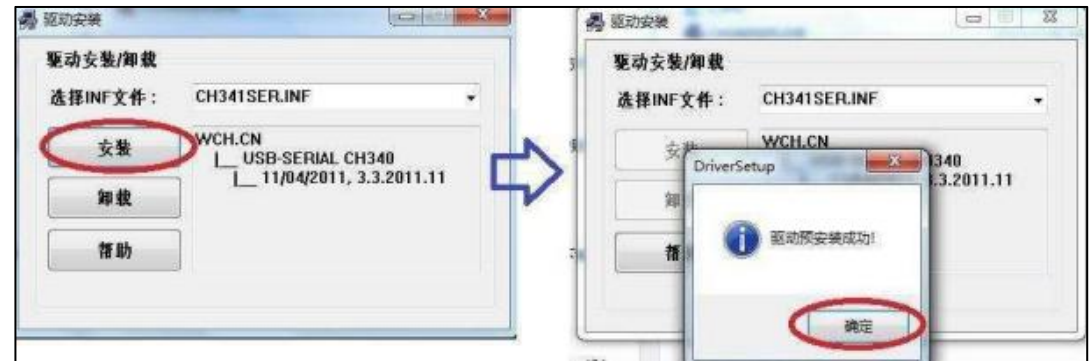 驱动安装
驱动安装/卸载
选择INF文件：
CH341SER.INF
安装
WCH.CN
|__ USB-SERIAL CH340
|__ 11/04/2011, 3.3.2011.11
卸载
帮助
驱动安装
驱动安装/卸载
选择INF文件：
CH341SER.INF
安
WCH.CN
340
3.3.2011.11
卸
帮
DriverSetup
驱动预安装成功!
确定